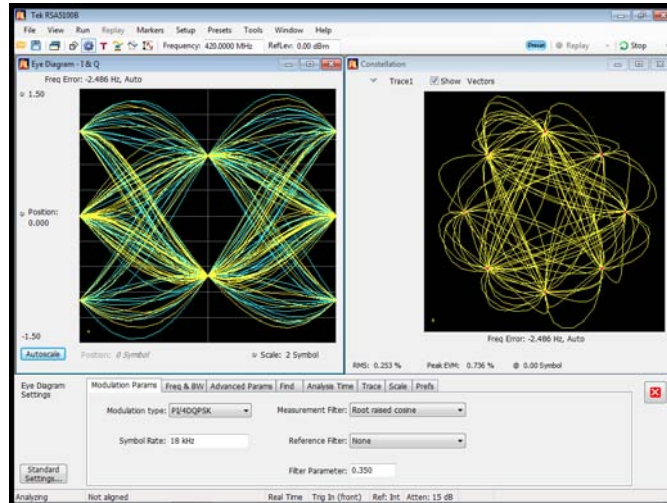 Tek RSA5100B
File View Run Replay Markers Setup Presets Tools Window Help
Frequency: 420.0000 MHz RefLev: 0.00 dBm Preset Replay Stop
Eye Diagram - I & Q
Freq Error: -2.486 Hz, Auto
1.50
Position:
0.000
-1.50
Autoscale Position: 0 Symbol Scale: 2 Symbol
Constellation
Trace1 Show Vectors
Freq Error: -2.486 Hz, Auto
RMS: 0.253 % Peak EVM: 0.736 % @ 0.00 Symbol
Eye Diagram
Settings
Modulation Params Freq & BW Advanced Params Find Analysis Time Trace Scale Prefs
Modulation type: PI/4DQPSK Measurement Filter: Root raised cosine
Symbol Rate: 18 kHz Reference Filter: None
Filter Parameter: 0.350
Standard
Settings...
Analyzing Not aligned Real Time Trig In (front) Ref: Int Atten: 15 dB